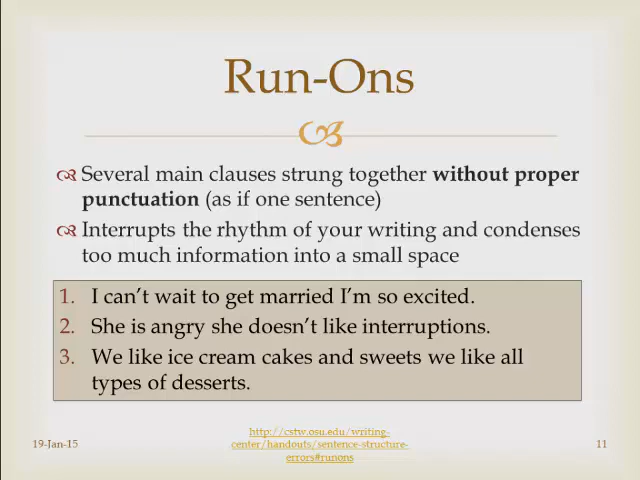 Run-Ons
Several main clauses strung together without proper
punctuation (as if one sentence)
Interrupts the rhythm of your writing and condenses
too much information into a small space
1. I can't wait to get married I'm so excited.
2. She is angry she doesn't like interruptions.
3. We like ice cream cakes and sweets we like all
types of desserts.
19-Jan-15
http://cstw.osu.edu/writing-
center/handouts/sentence-structure-
errors#runons
11